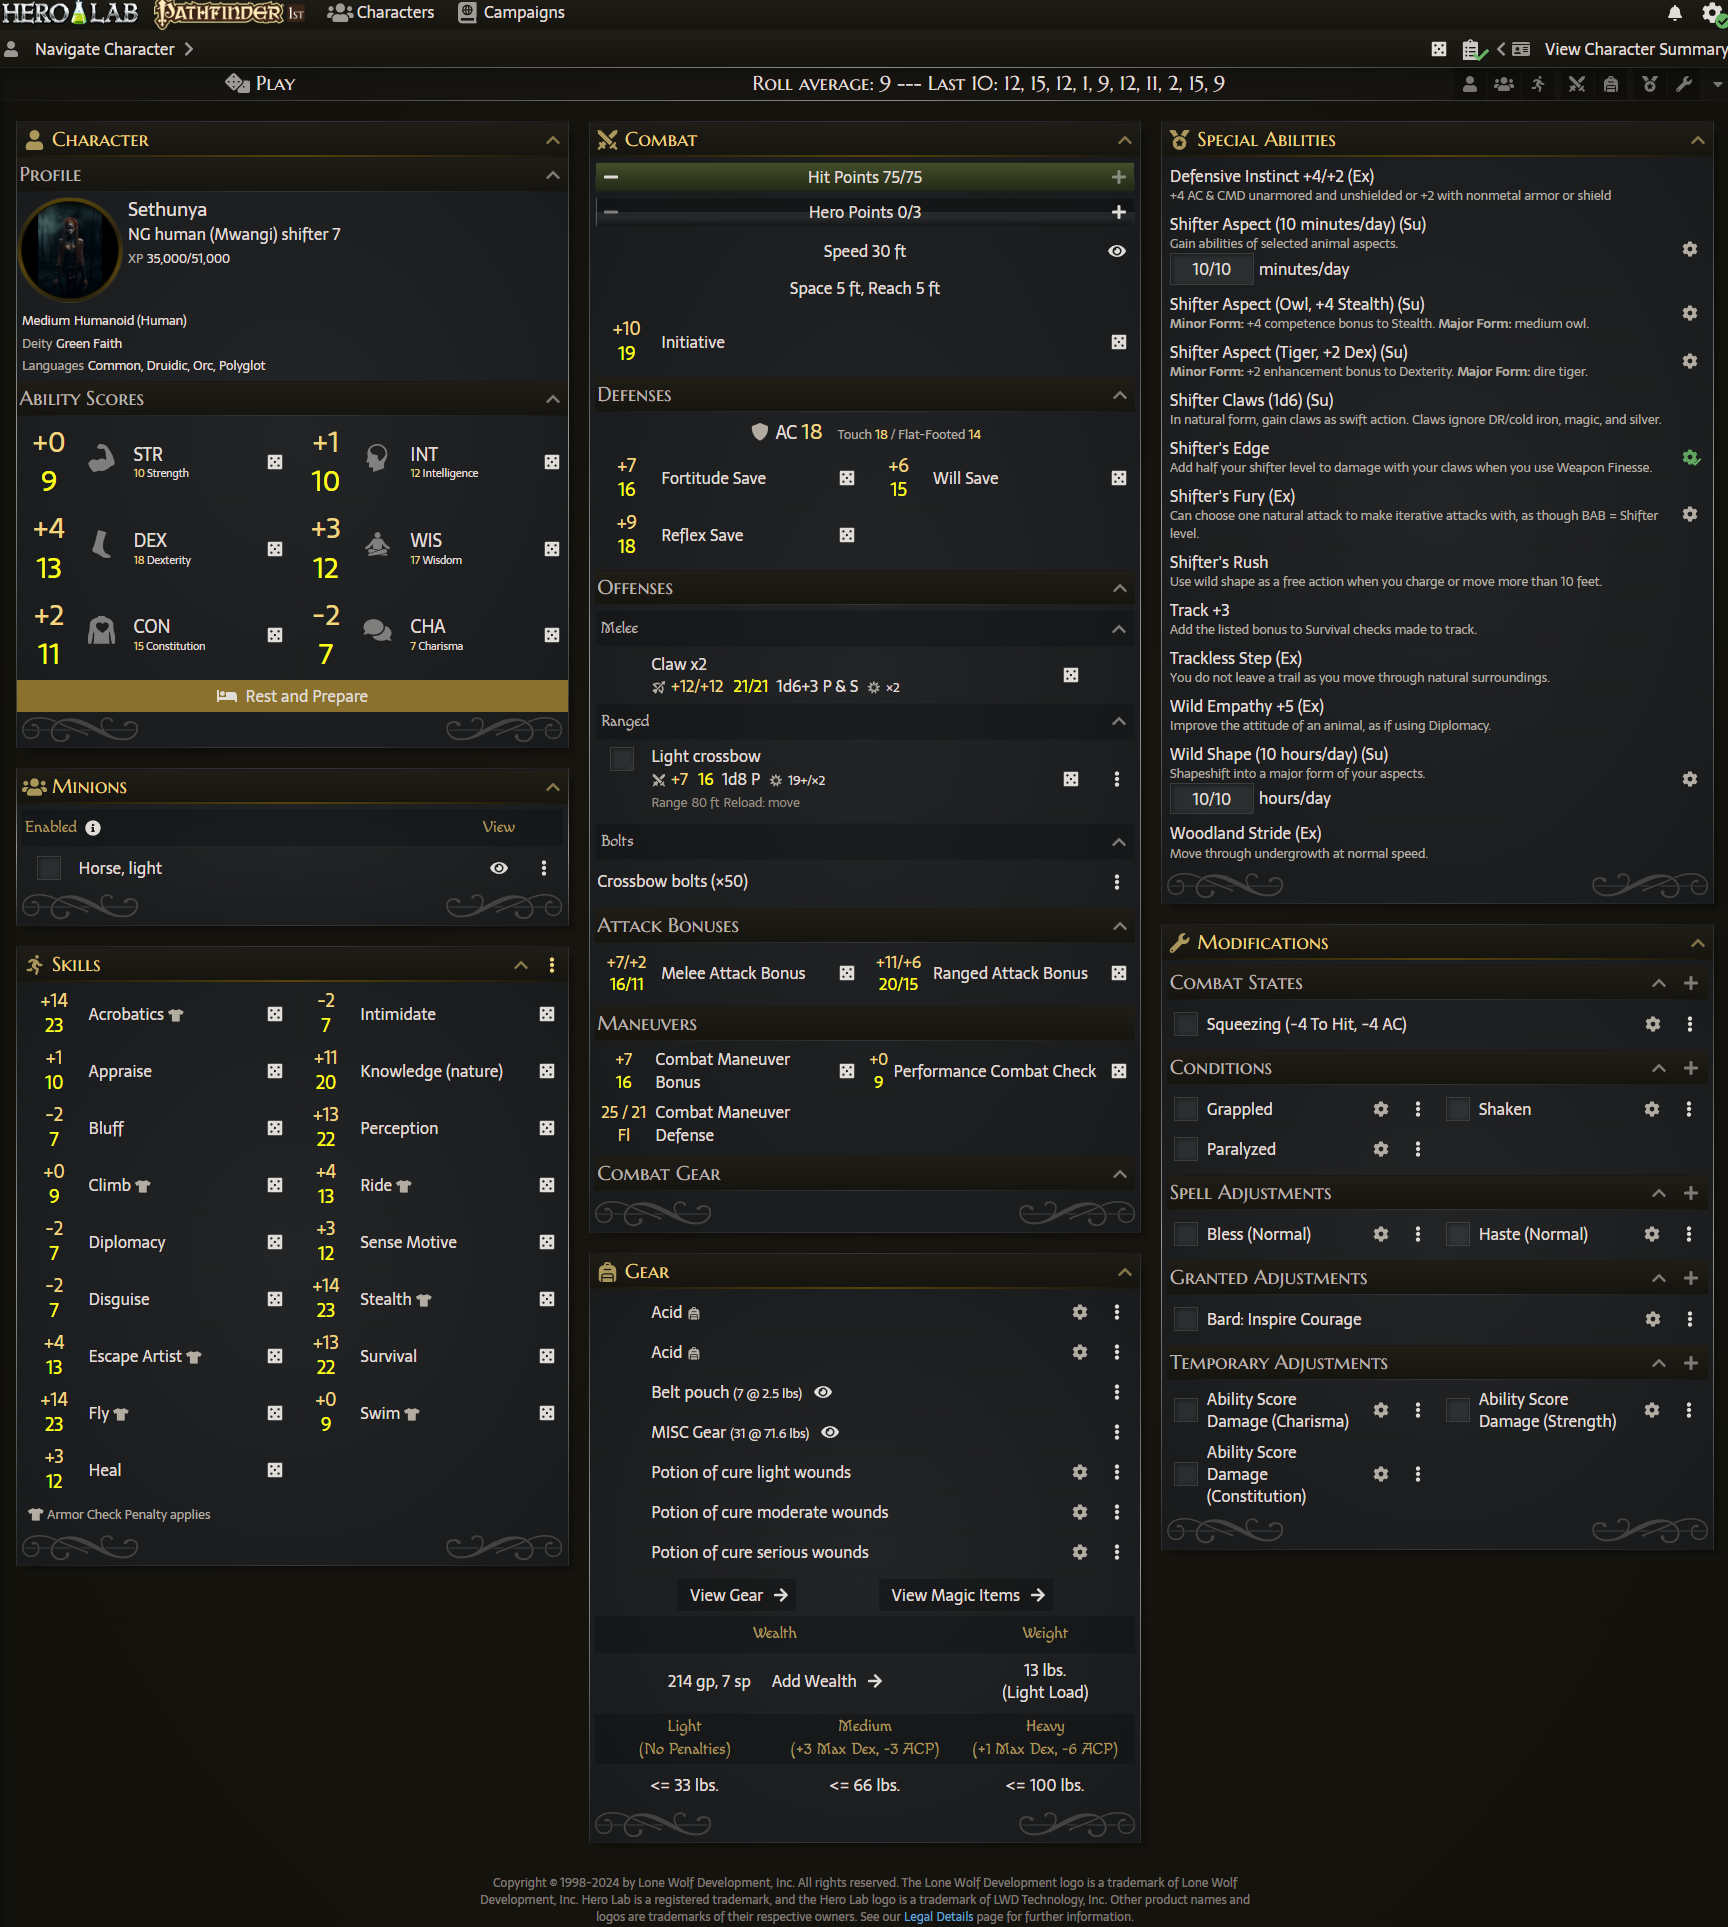 HERO LAB PATHFINDER 1ST Characters Campaigns
Navigate Character
View Character Summary
PLAY
ROLL AVERAGE: 9 --- LAST 10: 12, 15, 12, 1, 9, 12, 11, 2, 15, 9
CHARACTER
PROFILE
Sethunya
NG human (Mwangi) shifter 7
XP 35,000/51,000
Medium Humanoid (Human)
Deity Green Faith
Languages Common, Druidic, Orc, Polyglot
ABILITY SCORES
+0
9
STR
10 Strength
+1
10
INT
12 Intelligence
+4
13
DEX
18 Dexterity
+3
12
WIS
17 Wisdom
+2
11
CON
15 Constitution
-2
7
CHA
7 Charisma
Rest and Prepare
MINIONS
Enabled View
Horse, light
SKILLS
+14
23
Acrobatics
-2
7
Intimidate
+1
10
Appraise
+11
20
Knowledge (nature)
-2
7
Bluff
+13
22
Perception
+0
9
Climb
+4
13
Ride
-2
7
Diplomacy
+3
12
Sense Motive
-2
7
Disguise
+14
23
Stealth
+4
13
Escape Artist
+13
22
Survival
+14
23
Fly
+0
9
Swim
+3
12
Heal
Armor Check Penalty applies
COMBAT
Hit Points 75/75
Hero Points 0/3
Speed 30 ft
Space 5 ft, Reach 5 ft
+10
19
Initiative
DEFENSES
AC 18 Touch 18 / Flat-Footed 14
+7
16
Fortitude Save
+6
15
Will Save
+9
18
Reflex Save
OFFENSES
Melee
Claw x2
+12/+12 21/21 1d6+3 P & S ×2
Ranged
Light crossbow
+7 16 1d8 P 19+/×2
Range 80 ft Reload: move
Bolts
Crossbow bolts (×50)
ATTACK BONUSES
+7/+2
16/11
Melee Attack Bonus
+11/+6
20/15
Ranged Attack Bonus
MANEUVERS
+7
16
Combat Maneuver
Bonus
+0
9
Performance Combat Check
25 / 21
Fl
Combat Maneuver
Defense
COMBAT GEAR
GEAR
Acid
Acid
Belt pouch (7 @ 2.5 lbs)
MISC Gear (31 @ 71.6 lbs)
Potion of cure light wounds
Potion of cure moderate wounds
Potion of cure serious wounds
View Gear View Magic Items
Wealth Weight
214 gp, 7 sp Add Wealth
13 lbs.
(Light Load)
Light
(No Penalties)
Medium
(+3 Max Dex, -3 ACP)
Heavy
(+1 Max Dex, -6 ACP)
<= 33 lbs. <= 66 lbs. <= 100 lbs.
SPECIAL ABILITIES
Defensive Instinct +4/+2 (Ex)
+4 AC & CMD unarmored and unshielded or +2 with nonmetal armor or shield
Shifter Aspect (10 minutes/day) (Su)
Gain abilities of selected animal aspects.
10/10 minutes/day
Shifter Aspect (Owl, +4 Stealth) (Su)
Minor Form: +4 competence bonus to Stealth. Major Form: medium owl.
Shifter Aspect (Tiger, +2 Dex) (Su)
Minor Form: +2 enhancement bonus to Dexterity. Major Form: dire tiger.
Shifter Claws (1d6) (Su)
In natural form, gain claws as swift action. Claws ignore DR/cold iron, magic, and silver.
Shifter's Edge
Add half your shifter level to damage with your claws when you use Weapon Finesse.
Shifter's Fury (Ex)
Can choose one natural attack to make iterative attacks with, as though BAB = Shifter
level.
Shifter's Rush
Use wild shape as a free action when you charge or move more than 10 feet.
Track +3
Add the listed bonus to Survival checks made to track.
Trackless Step (Ex)
You do not leave a trail as you move through natural surroundings.
Wild Empathy +5 (Ex)
Improve the attitude of an animal, as if using Diplomacy.
Wild Shape (10 hours/day) (Su)
Shapeshift into a major form of your aspects.
10/10 hours/day
Woodland Stride (Ex)
Move through undergrowth at normal speed.
MODIFICATIONS
COMBAT STATES
Squeezing (-4 To Hit, -4 AC)
CONDITIONS
Grappled Shaken
Paralyzed
SPELL ADJUSTMENTS
Bless (Normal) Haste (Normal)
GRANTED ADJUSTMENTS
Bard: Inspire Courage
TEMPORARY ADJUSTMENTS
Ability Score
Damage (Charisma)
Ability Score
Damage (Strength)
Ability Score
Damage
(Constitution)
Copyright © 1998-2024 by Lone Wolf Development, Inc. All rights reserved. The Lone Wolf Development logo is a trademark of Lone Wolf
Development, Inc. Hero Lab is a registered trademark, and the Hero Lab logo is a trademark of LWD Technology, Inc. Other product names and
logos are trademarks of their respective owners. See our Legal Details page for further information.